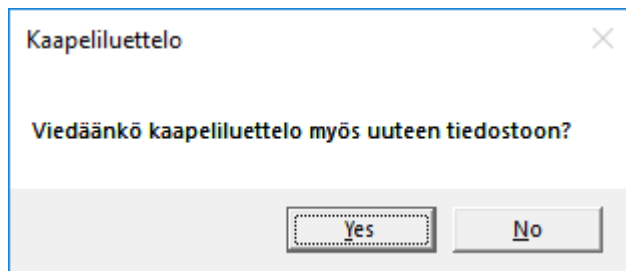 Kaapeliluettelo
Viedäänkö kaapeliluettelo myös uuteen tiedostoon?
Yes No